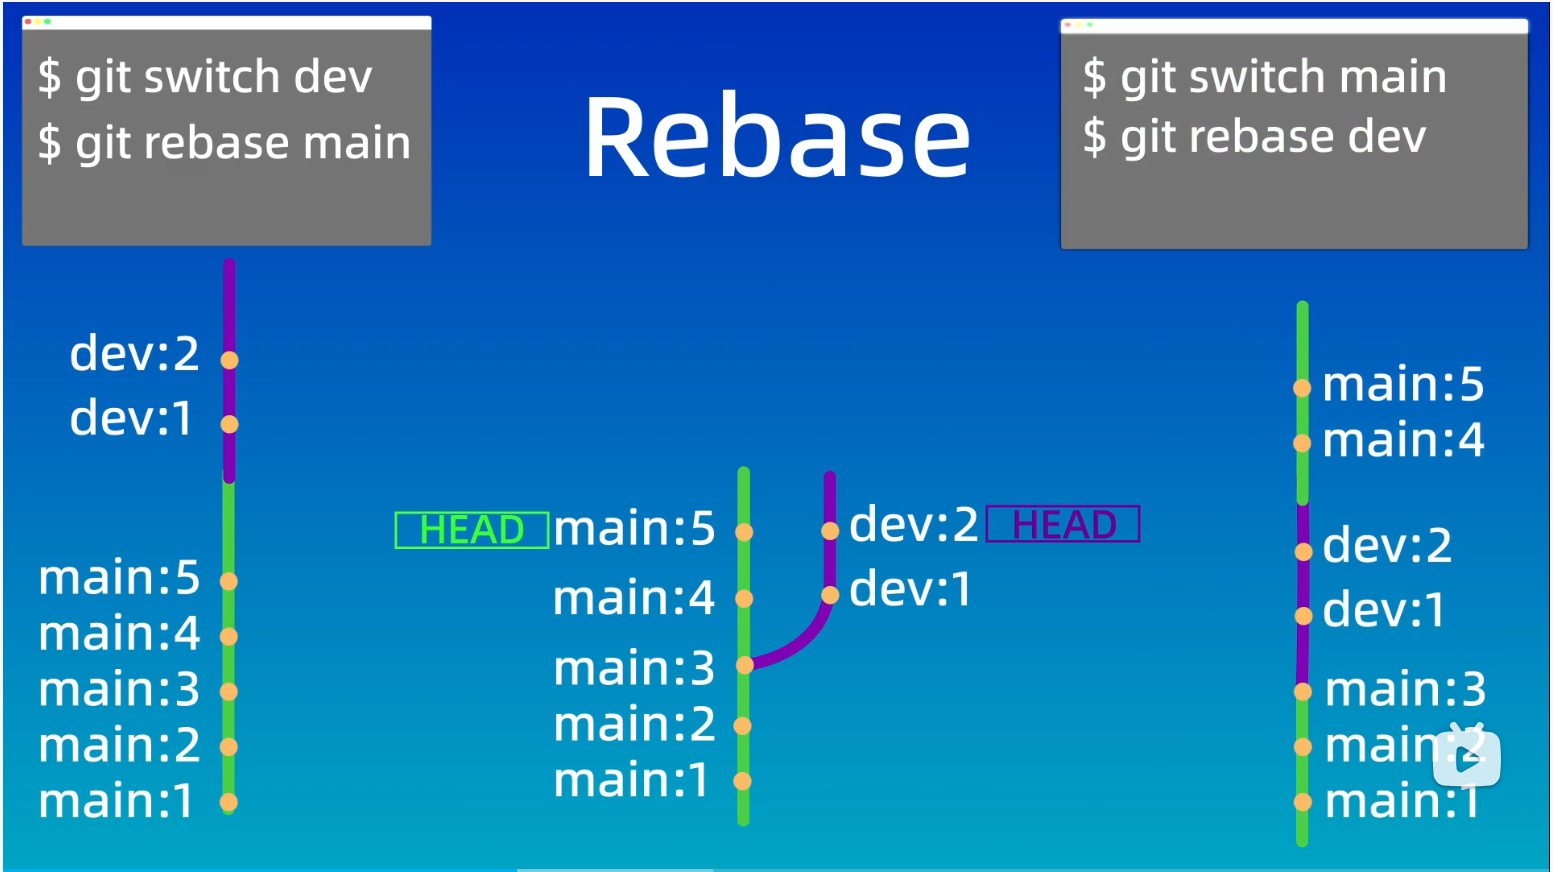 $ git switch dev
$ git rebase main
Rebase
$ git switch main
$ git rebase dev
dev:2
dev:1
main:5
main:4
main:3
main:2
main:1
HEAD main:5
main:4
main:3
main:2
main:1
dev:2 HEAD
dev:1
main:5
main:4
dev:2
dev:1
main:3
main:2
main:1